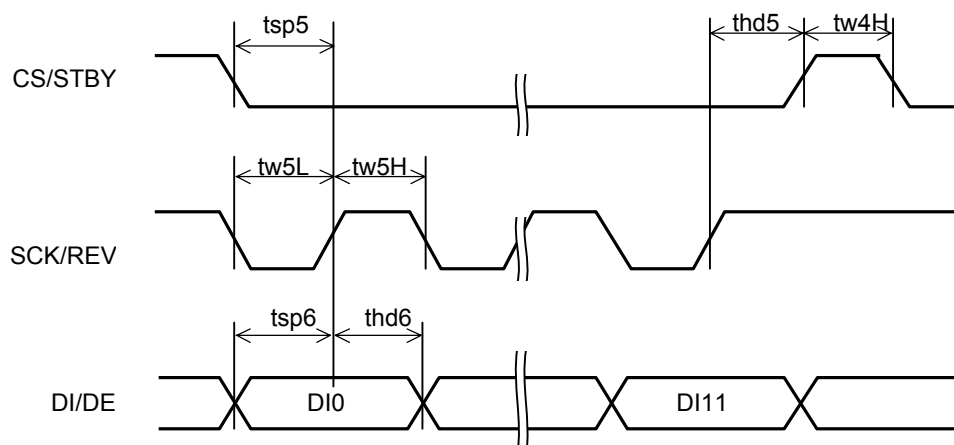 tsp5 thd5 tw4H
CS/STBY
tw5L tw5H
SCK/REV
tsp6 thd6
DI/DE DI0 DI11